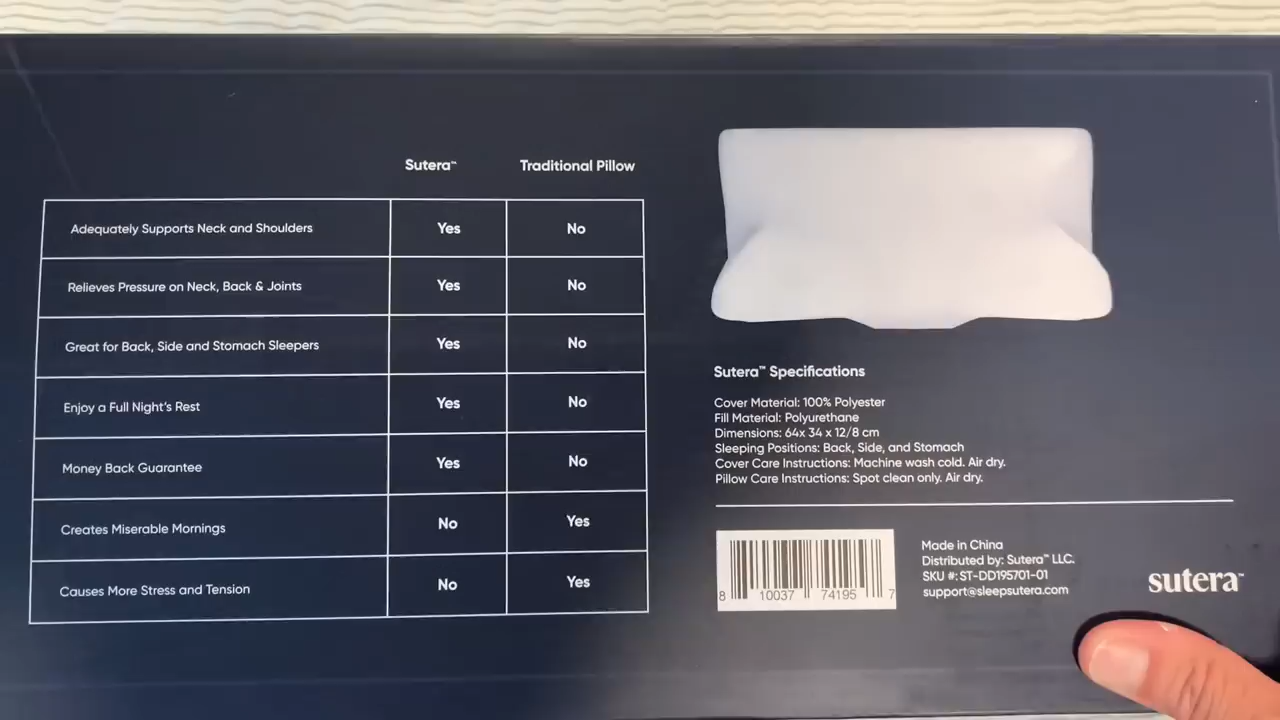 Sutera™ Traditional Pillow
Adequately Supports Neck and Shoulders Yes No
Relieves Pressure on Neck, Back & Joints Yes No
Great for Back, Side and Stomach Sleepers Yes No
Enjoy a Full Night's Rest Yes No
Money Back Guarantee Yes No
Creates Miserable Mornings No Yes
Causes More Stress and Tension No Yes
Sutera™ Specifications
Cover Material: 100% Polyester
Fill Material: Polyurethane
Dimensions: 64x 34 x 12/8 cm
Sleeping Positions: Back, Side, and Stomach
Cover Care Instructions: Machine wash cold. Air dry.
Pillow Care Instructions: Spot clean only. Air dry.
8 10037 74195 7
Made in China
Distributed by: Sutera™ LLC.
SKU #: ST-DD195701-01
support@sleepsutera.com
sutera™